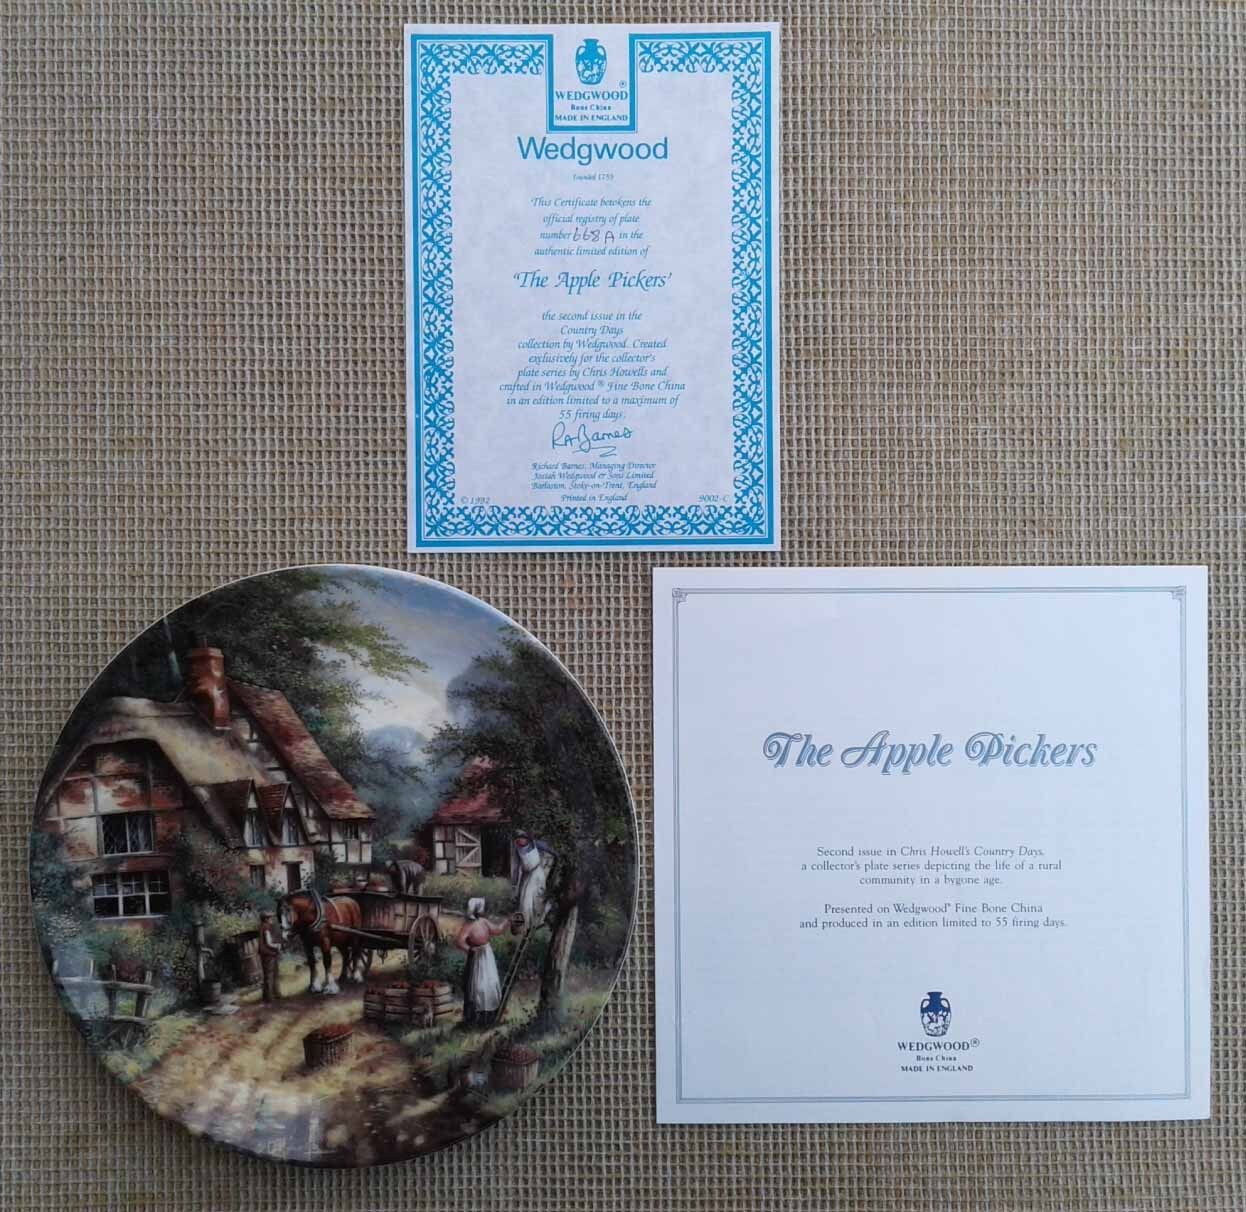 WEDGWOOD®
Bone China
MADE IN ENGLAND
Wedgwood
Founded 1759
This Certificate betokens the
official registry of plate
number 668A in the
authentic limited edition of
'The Apple Pickers'
the second issue in the
Country Days
collection by Wedgwood. Created
exclusively for the collector's
plate series by Chris Howells and
crafted in Wedgwood® Fine Bone China
in an edition limited to a maximum of
55 firing days.
RABarnes
Richard Barnes, Managing Director
Josiah Wedgwood & Sons Limited
Barlaston, Stoke-on-Trent, England
© 1992 Printed in England 9002-C
The Apple Pickers
Second issue in Chris Howell's Country Days,
a collector's plate series depicting the life of a rural
community in a bygone age.
Presented on Wedgwood® Fine Bone China
and produced in an edition limited to 55 firing days.
WEDGWOOD®
Bone China
MADE IN ENGLAND